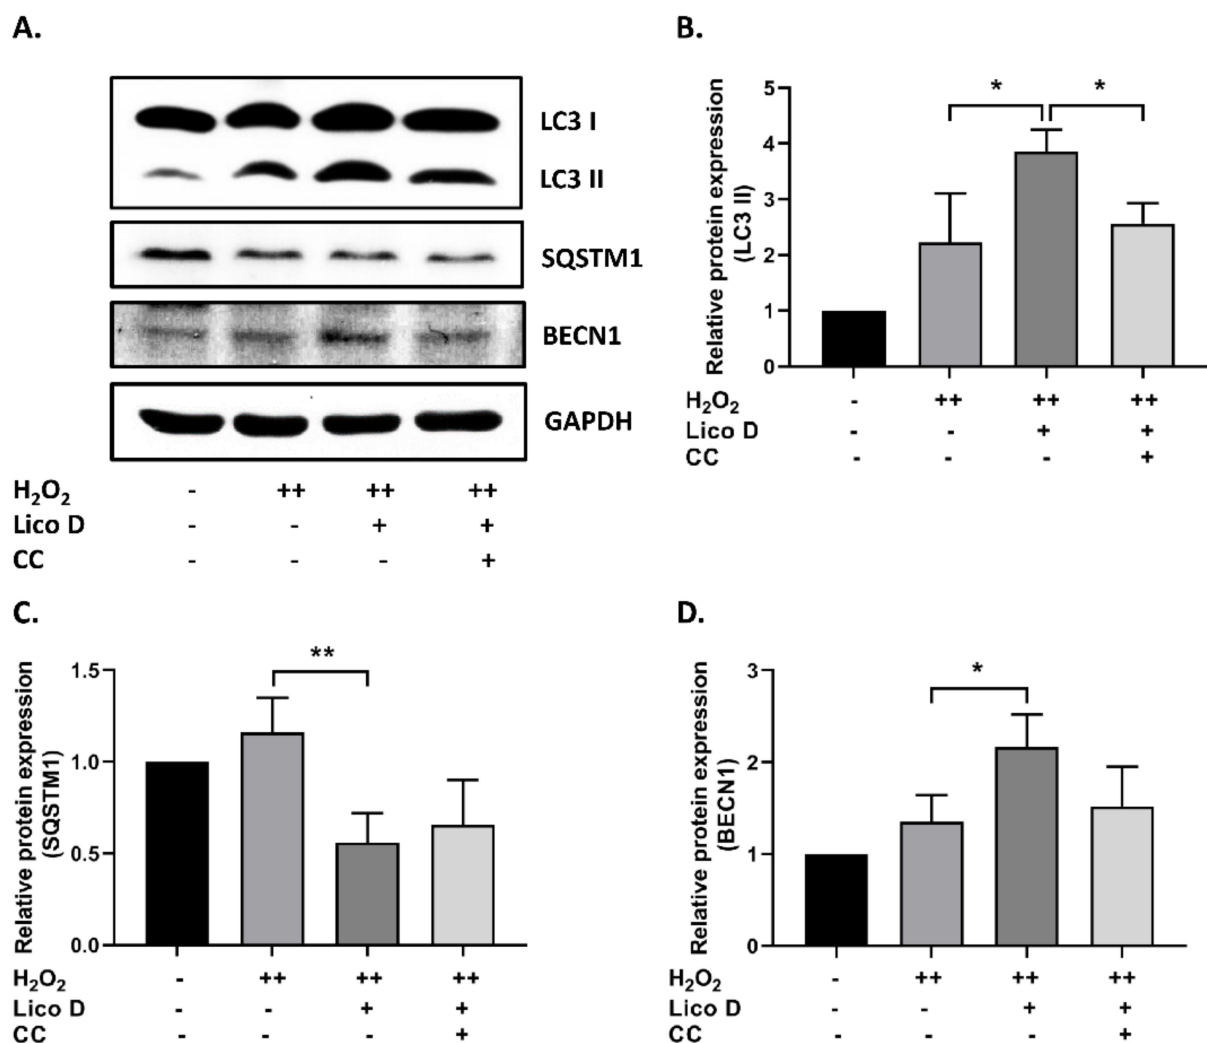 A.
LC3 I
LC3 II
SQSTM1
BECN1
GAPDH
H₂O₂ - ++ ++ ++
Lico D - - + +
CC - - - +
B.
Relative protein expression
(LC3 II)
5
4
3
2
1
0
* *
H₂O₂ - ++ ++ ++
Lico D - - + +
CC - - - +
C.
Relative protein expression
(SQSTM1)
1.5
1.0
0.5
0.0
**
H₂O₂ - ++ ++ ++
Lico D - - + +
CC - - - +
D.
Relative protein expression
(BECN1)
3
2
1
0
*
H₂O₂ - ++ ++ ++
Lico D - - + +
CC - - - +